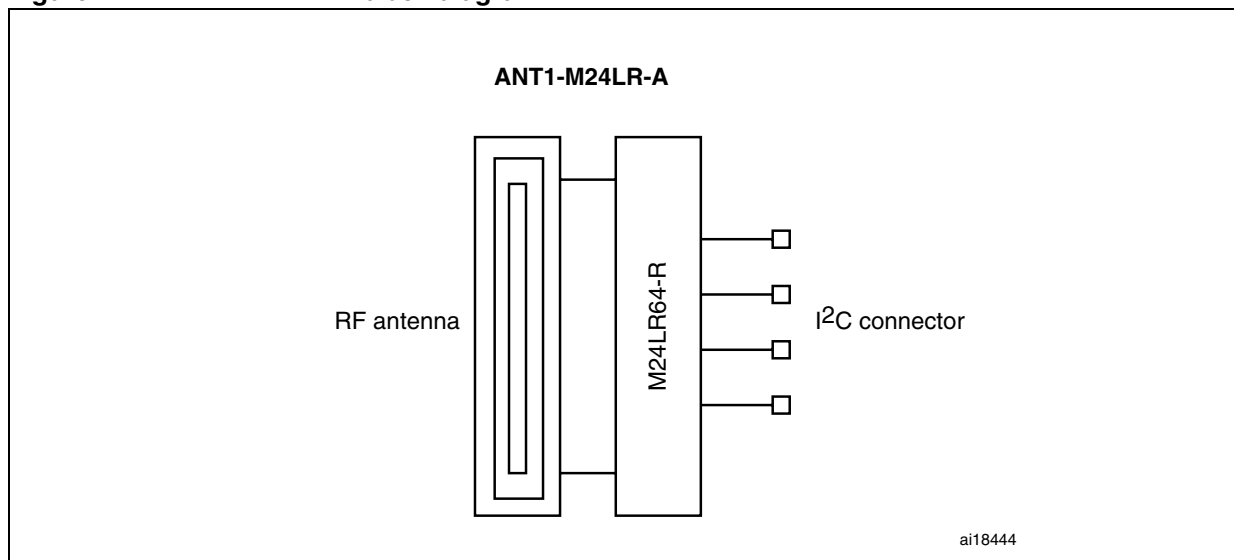 ANT1-M24LR-A
RF antenna
M24LR64-R
I²C connector
ai18444